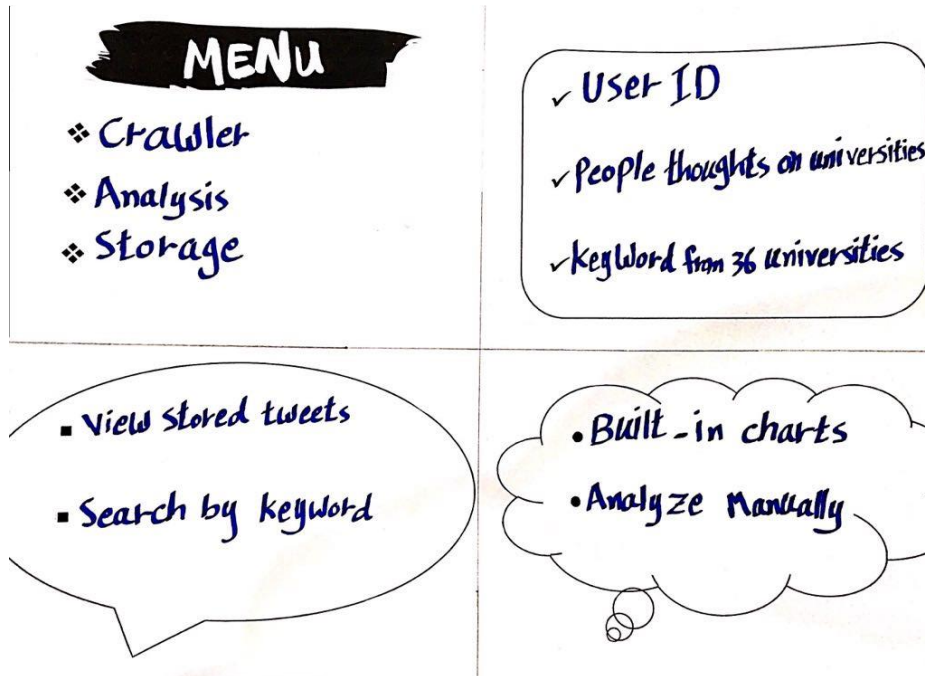 MENU
Crawler
Analysis
Storage
User ID
People thoughts on universities
Keyword from 36 universities
View stored tweets
Search by keyword
Built-in charts
Analyze Manually